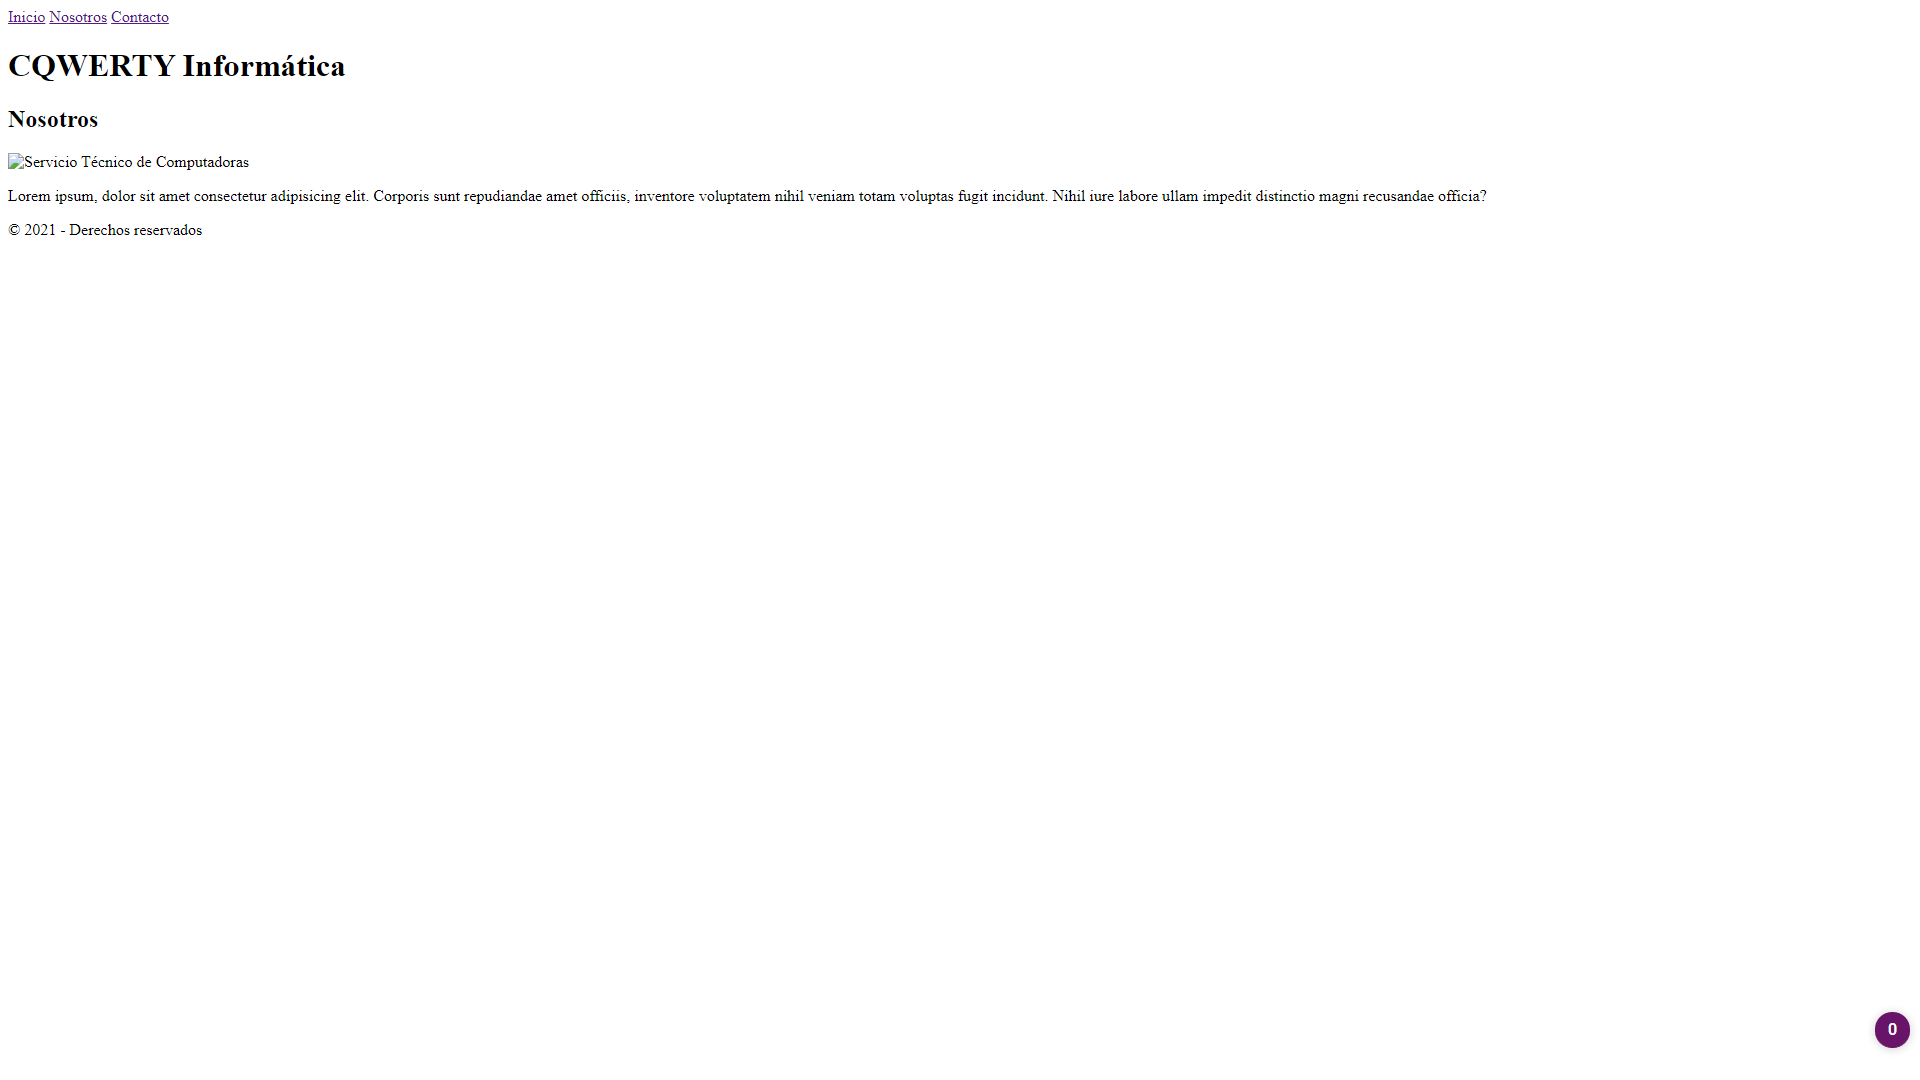 Inicio Nosotros Contacto
CQWERTY Informática
Nosotros
Servicio Técnico de Computadoras
Lorem ipsum, dolor sit amet consectetur adipisicing elit. Corporis sunt repudiandae amet officiis, inventore voluptatem nihil veniam totam voluptas fugit incidunt. Nihil iure labore ullam impedit distinctio magni recusandae officia?
© 2021 - Derechos reservados
0